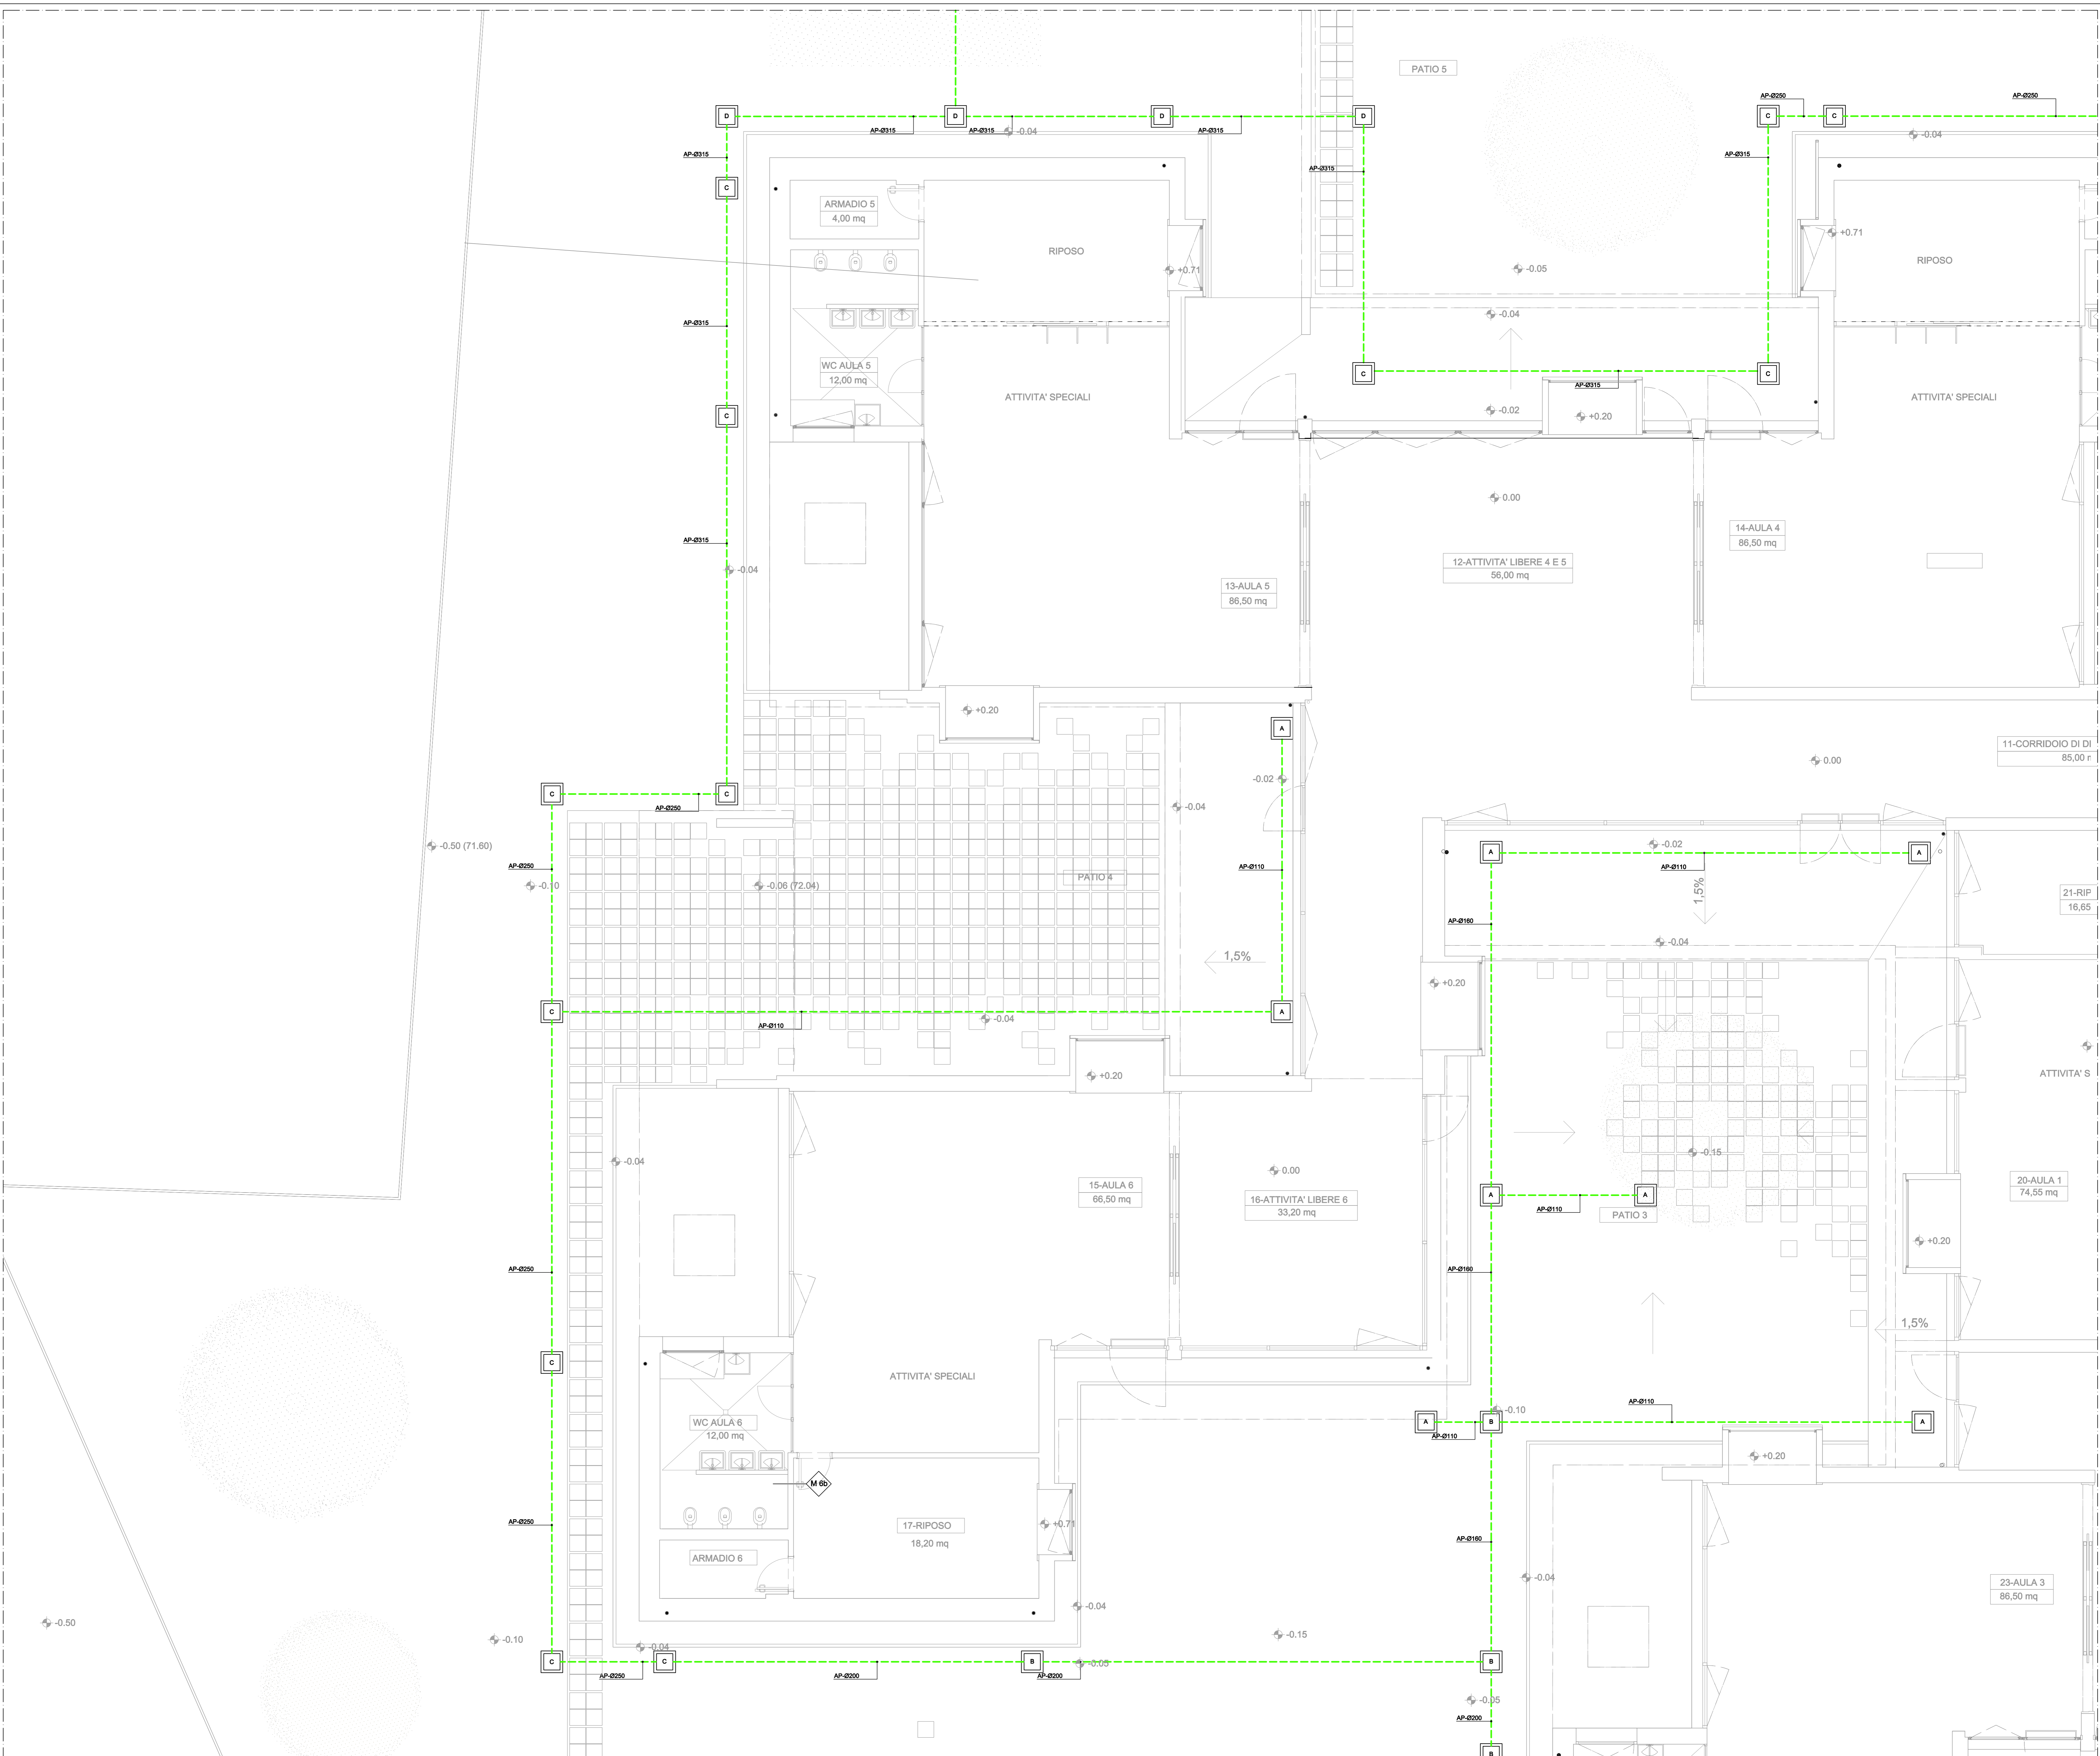 PATIO 5
AP-Ø250
AP-Ø250
D
D
D
D
C
C
AP-Ø315
AP-Ø315
-0.04
AP-Ø315
-0.04
AP-Ø315
AP-Ø315
AP-Ø315
C
ARMADIO 5
4,00 mq
+0.71
RIPOSO
RIPOSO
+0.71
-0.05
-0.04
AP-Ø315
WC AULA 5
12,00 mq
C
C
AP-Ø315
ATTIVITA' SPECIALI
ATTIVITA' SPECIALI
-0.02
+0.20
C
0.00
14-AULA 4
86,50 mq
AP-Ø315
12-ATTIVITA' LIBERE 4 E 5
56,00 mq
-0.04
13-AULA 5
86,50 mq
+0.20
A
11-CORRIDOIO DI DI
85,00 r
0.00
-0.02
C
C
AP-Ø250
-0.04
-0.50 (71.60)
-0.02
A
A
AP-Ø250
AP-Ø110
AP-Ø110
PATIO 4
-0.10
-0.06 (72.04)
1,5%
21-RIP
16,65
AP-Ø160
-0.04
1,5%
+0.20
C
A
-0.04
AP-Ø110
+0.20
ATTIVITA' S
-0.15
-0.04
0.00
15-AULA 6
66,50 mq
16-ATTIVITA' LIBERE 6
33,20 mq
A
A
AP-Ø110
PATIO 3
20-AULA 1
74,55 mq
+0.20
AP-Ø250
AP-Ø160
1,5%
C
ATTIVITA' SPECIALI
AP-Ø110
-0.10
A
B
A
AP-Ø110
WC AULA 6
12,00 mq
+0.20
M 6b
AP-Ø250
17-RIPOSO
18,20 mq
+0.71
AP-Ø160
ARMADIO 6
-0.04
23-AULA 3
86,50 mq
-0.04
-0.50
-0.10
-0.15
-0.04
C
C
B
B
-0.05
AP-Ø250
AP-Ø200
AP-Ø200
-0.05
AP-Ø200
B